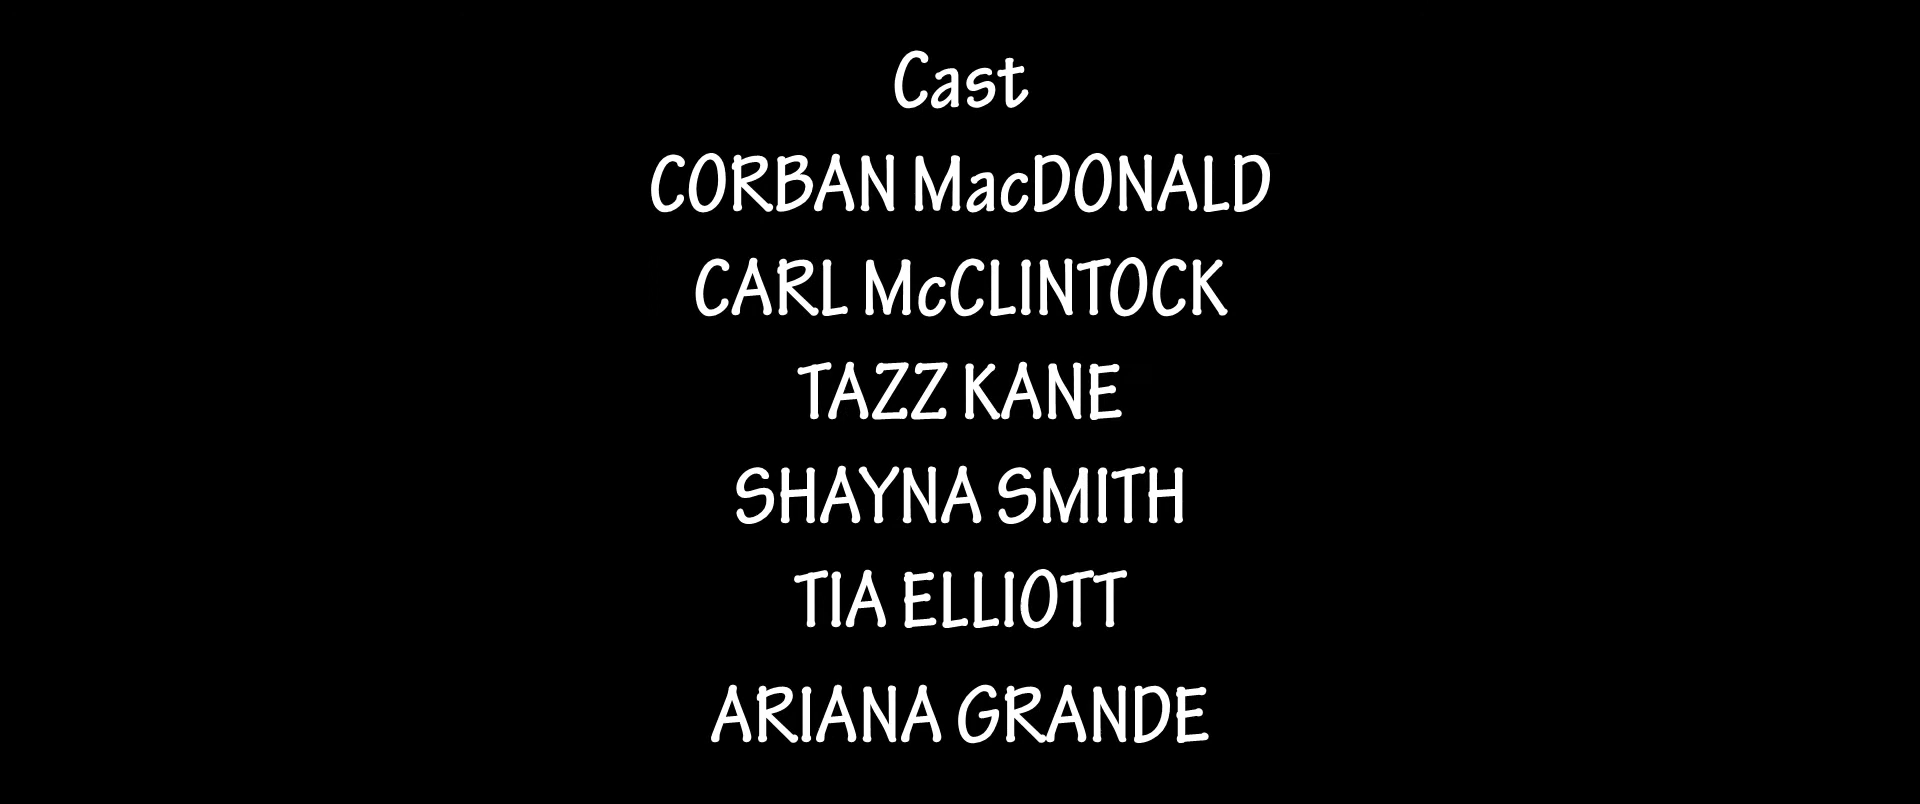 Cast
CORBAN MacDONALD
CARL McCLINTOCK
TAZZ KANE
SHAYNA SMITH
TIA ELLIOTT
ARIANA GRANDE